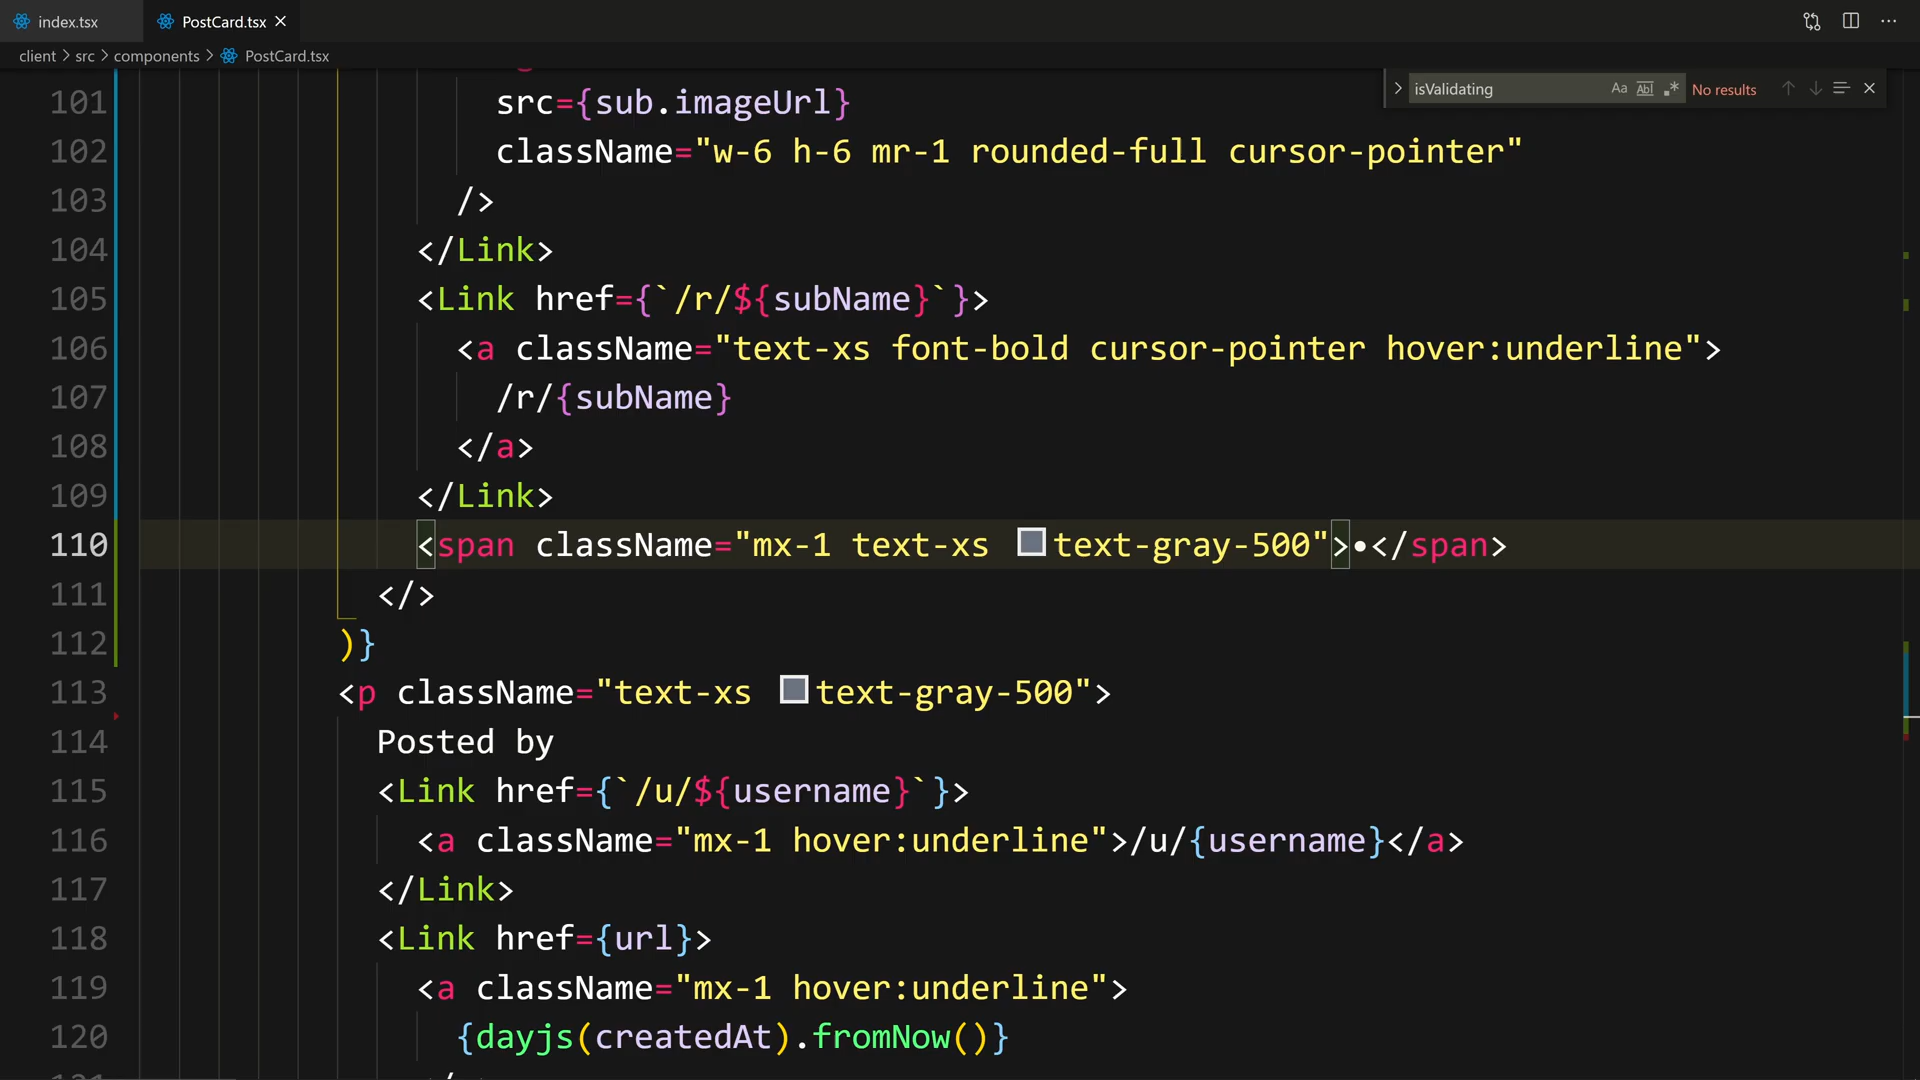 index.tsx
PostCard.tsx
client > src > components > PostCard.tsx
isValidating
Aa
Ab|
.*
No results
101 src={sub.imageUrl}
102 className="w-6 h-6 mr-1 rounded-full cursor-pointer"
103 />
104 </Link>
105 <Link href={`/r/${subName}`}>
106 <a className="text-xs font-bold cursor-pointer hover:underline">
107 /r/{subName}
108 </a>
109 </Link>
110 <span className="mx-1 text-xs text-gray-500">•</span>
111 </>
112 )}
113 <p className="text-xs text-gray-500">
114 Posted by
115 <Link href={`/u/${username}`}>
116 <a className="mx-1 hover:underline">/u/{username}</a>
117 </Link>
118 <Link href={url}>
119 <a className="mx-1 hover:underline">
120 {dayjs(createdAt).fromNow()}